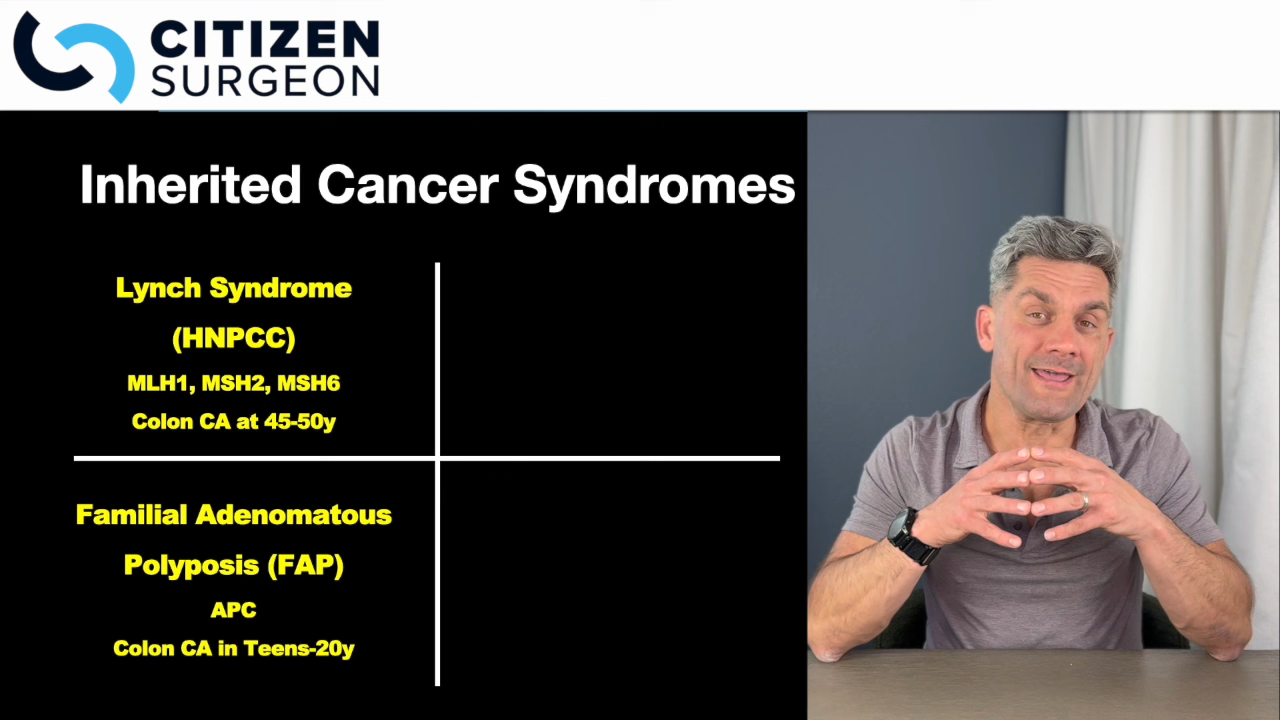 CITIZEN
SURGEON
Inherited Cancer Syndromes
Lynch Syndrome
(HNPCC)
MLH1, MSH2, MSH6
Colon CA at 45-50y
Familial Adenomatous
Polyposis (FAP)
APC
Colon CA in Teens-20y